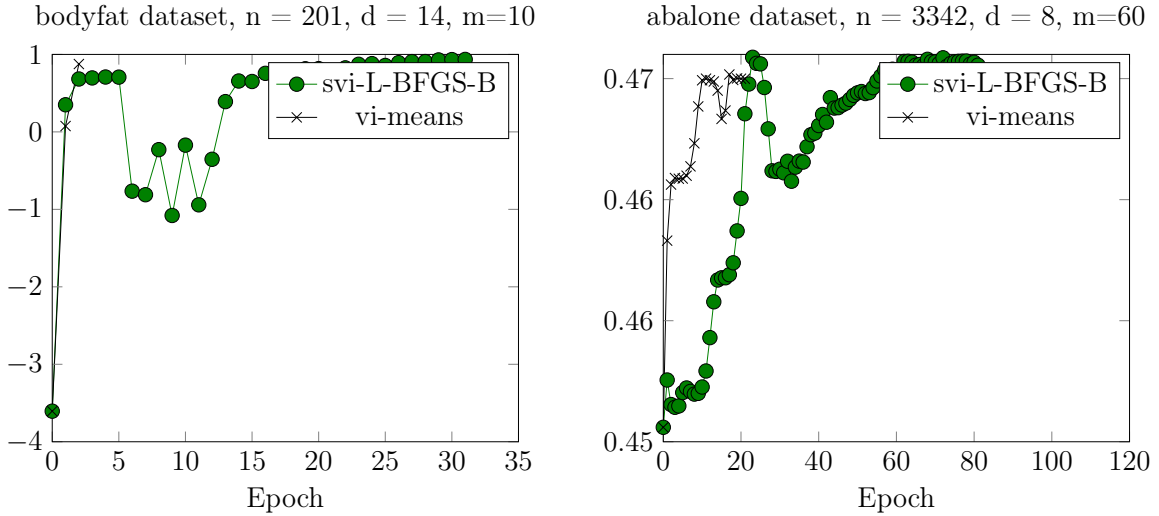 bodyfat dataset, n = 201, d = 14, m=10
1
0
−1
−2
−3
−4
svi-L-BFGS-B
vi-means
0 5 10 15 20 25 30 35
Epoch
abalone dataset, n = 3342, d = 8, m=60
0.47
0.46
0.46
0.45
svi-L-BFGS-B
vi-means
0 20 40 60 80 100 120
Epoch